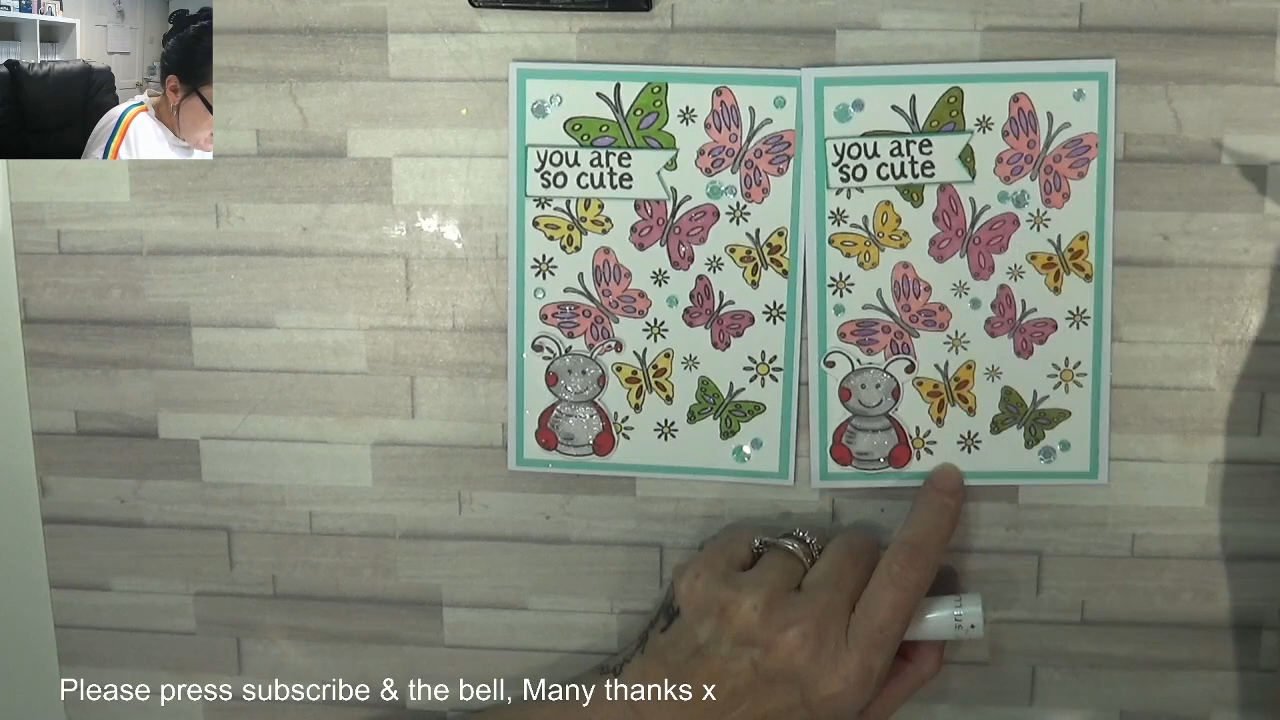 you are
so cute
you are
so cute
Please press subscribe & the bell, Many thanks x